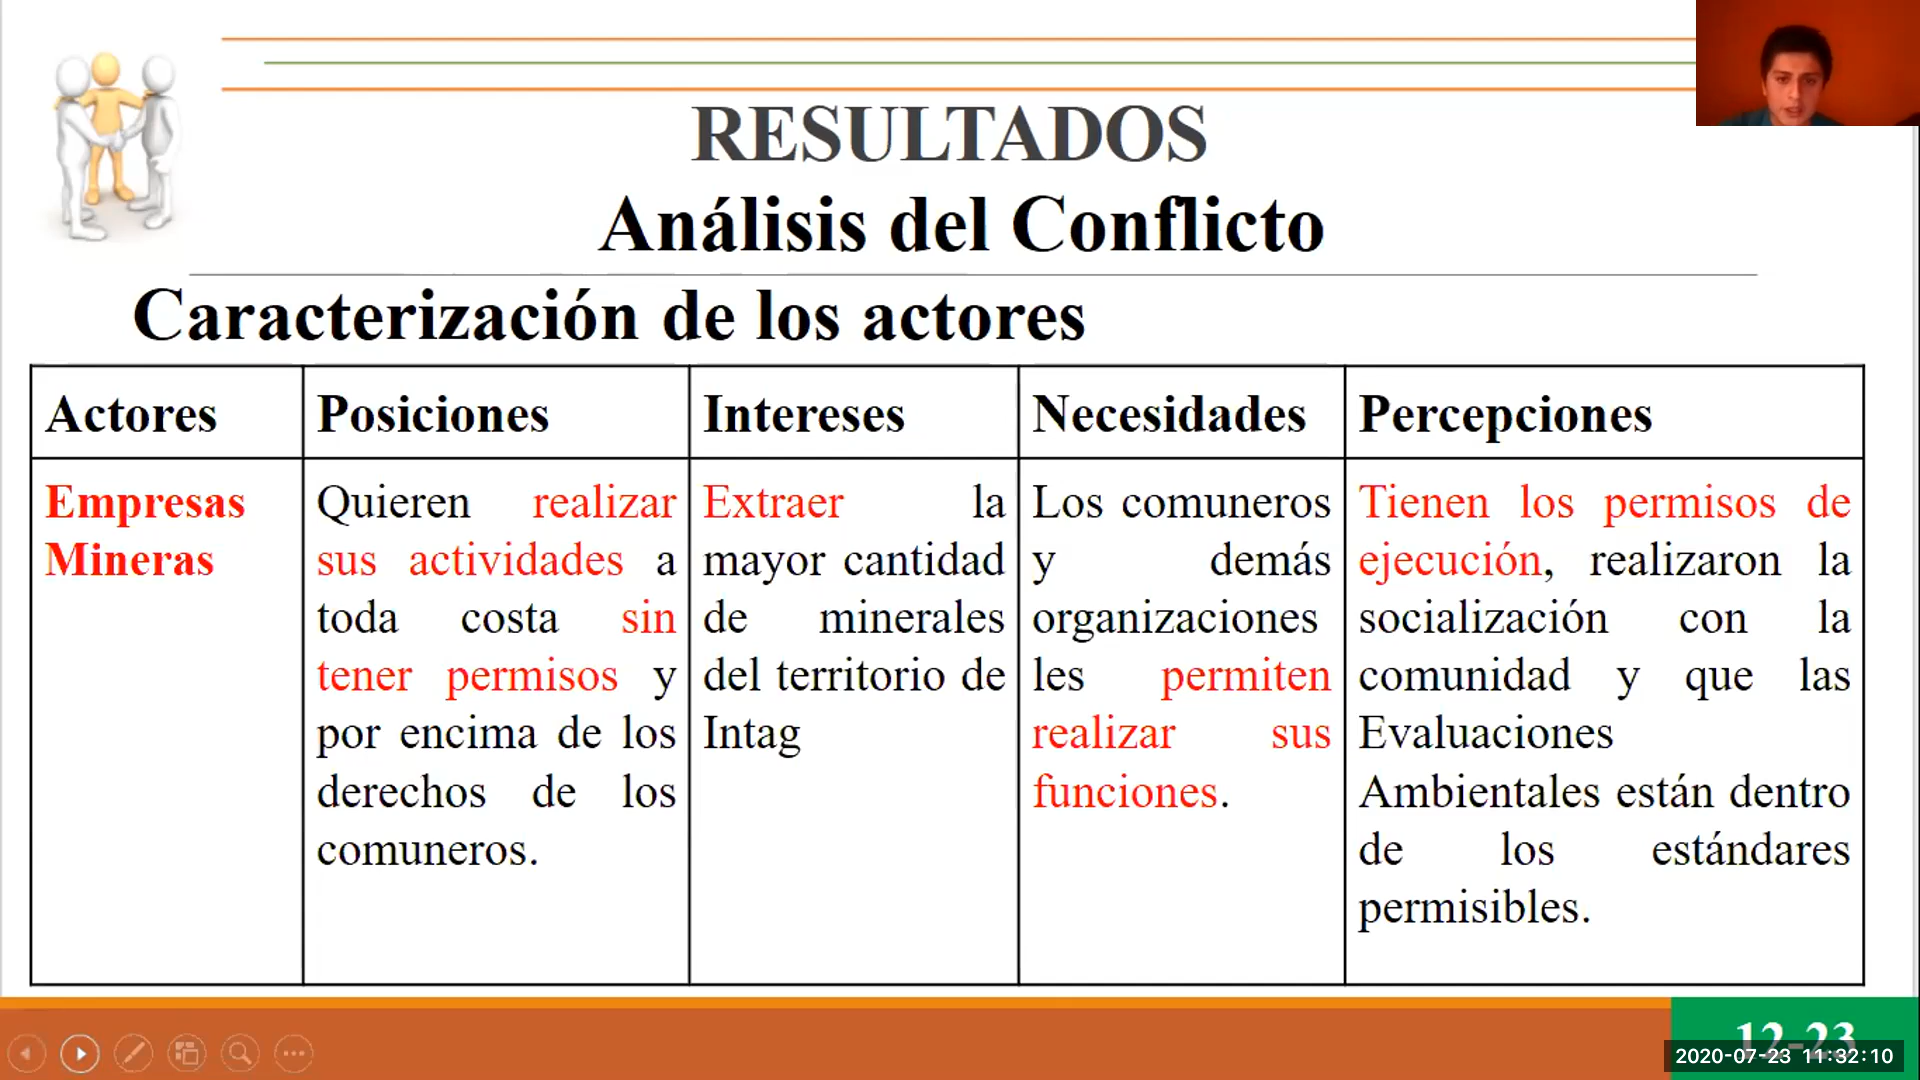 RESULTADOS
Análisis del Conflicto
Caracterización de los actores
Actores
Posiciones
Intereses
Necesidades
Percepciones
Empresas
Mineras
Quieren realizar
sus actividades a
toda costa sin
tener permisos y
por encima de los
derechos de los
comuneros.
Extraer la
mayor cantidad
de minerales
del territorio de
Intag
Los comuneros
y demás
organizaciones
les permiten
realizar sus
funciones.
Tienen los permisos de
ejecución, realizaron la
socialización con la
comunidad y que las
Evaluaciones
Ambientales están dentro
de los estándares
permisibles.
12-23
2020-07-23 11:32:10